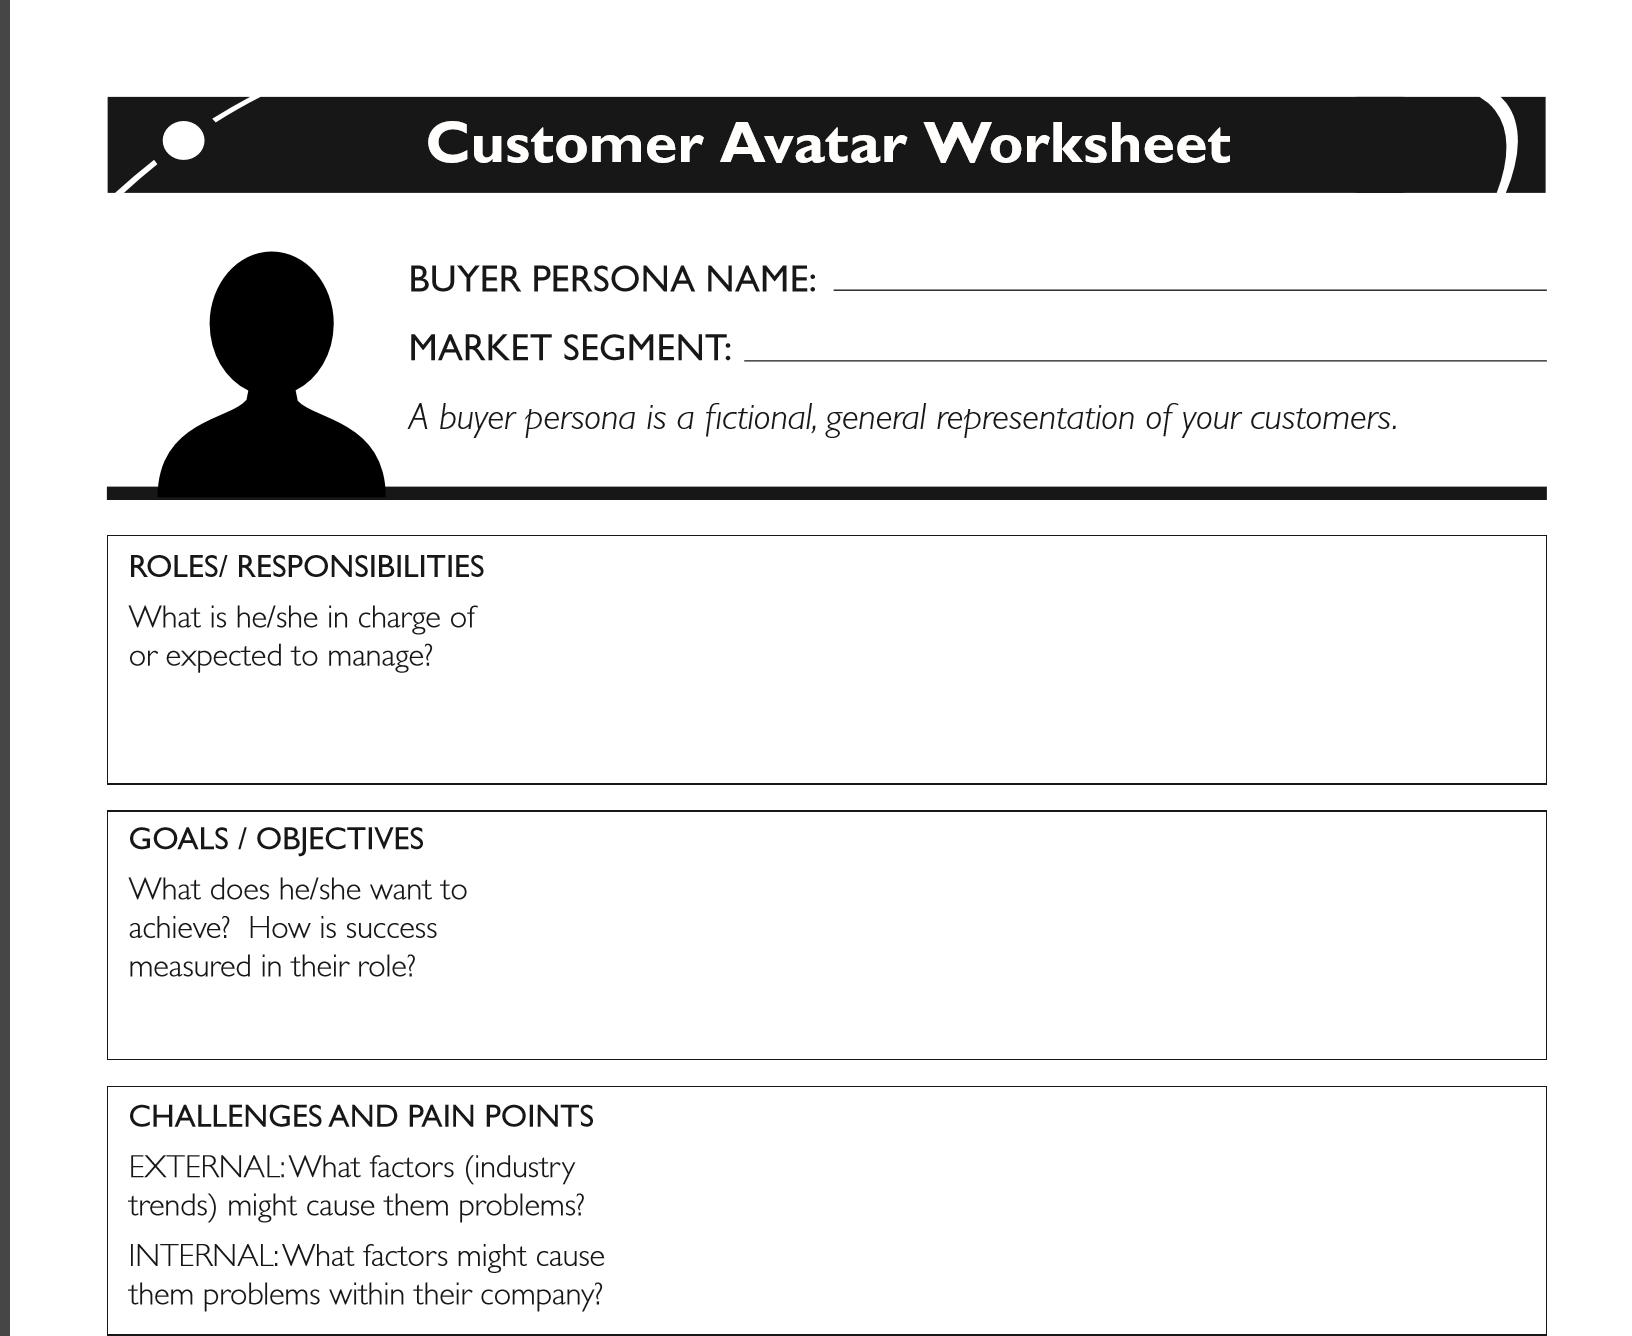 Customer Avatar Worksheet
BUYER PERSONA NAME:
MARKET SEGMENT:
A buyer persona is a fictional, general representation of your customers.
ROLES/ RESPONSIBILITIES
What is he/she in charge of
or expected to manage?
GOALS / OBJECTIVES
What does he/she want to
achieve?  How is success
measured in their role?
CHALLENGES AND PAIN POINTS
EXTERNAL: What factors (industry
trends) might cause them problems?
INTERNAL: What factors might cause
them problems within their company?